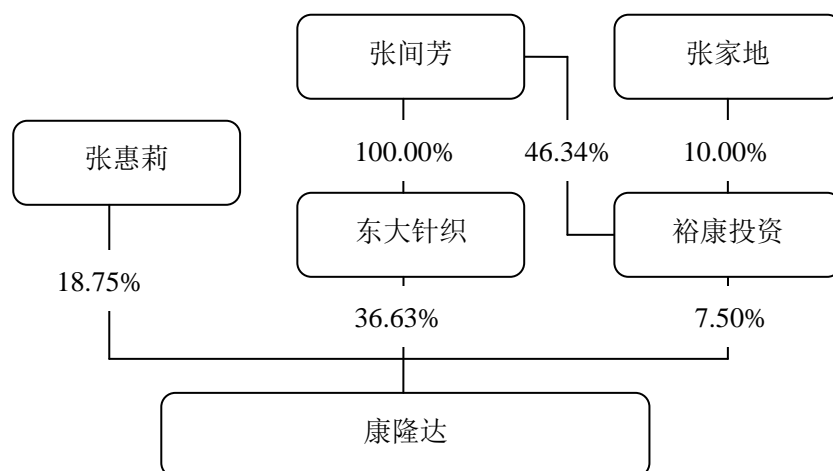 张间芳
张家地
张惠莉
100.00%
46.34%
10.00%
东大针织
裕康投资
18.75%
36.63%
7.50%
康隆达